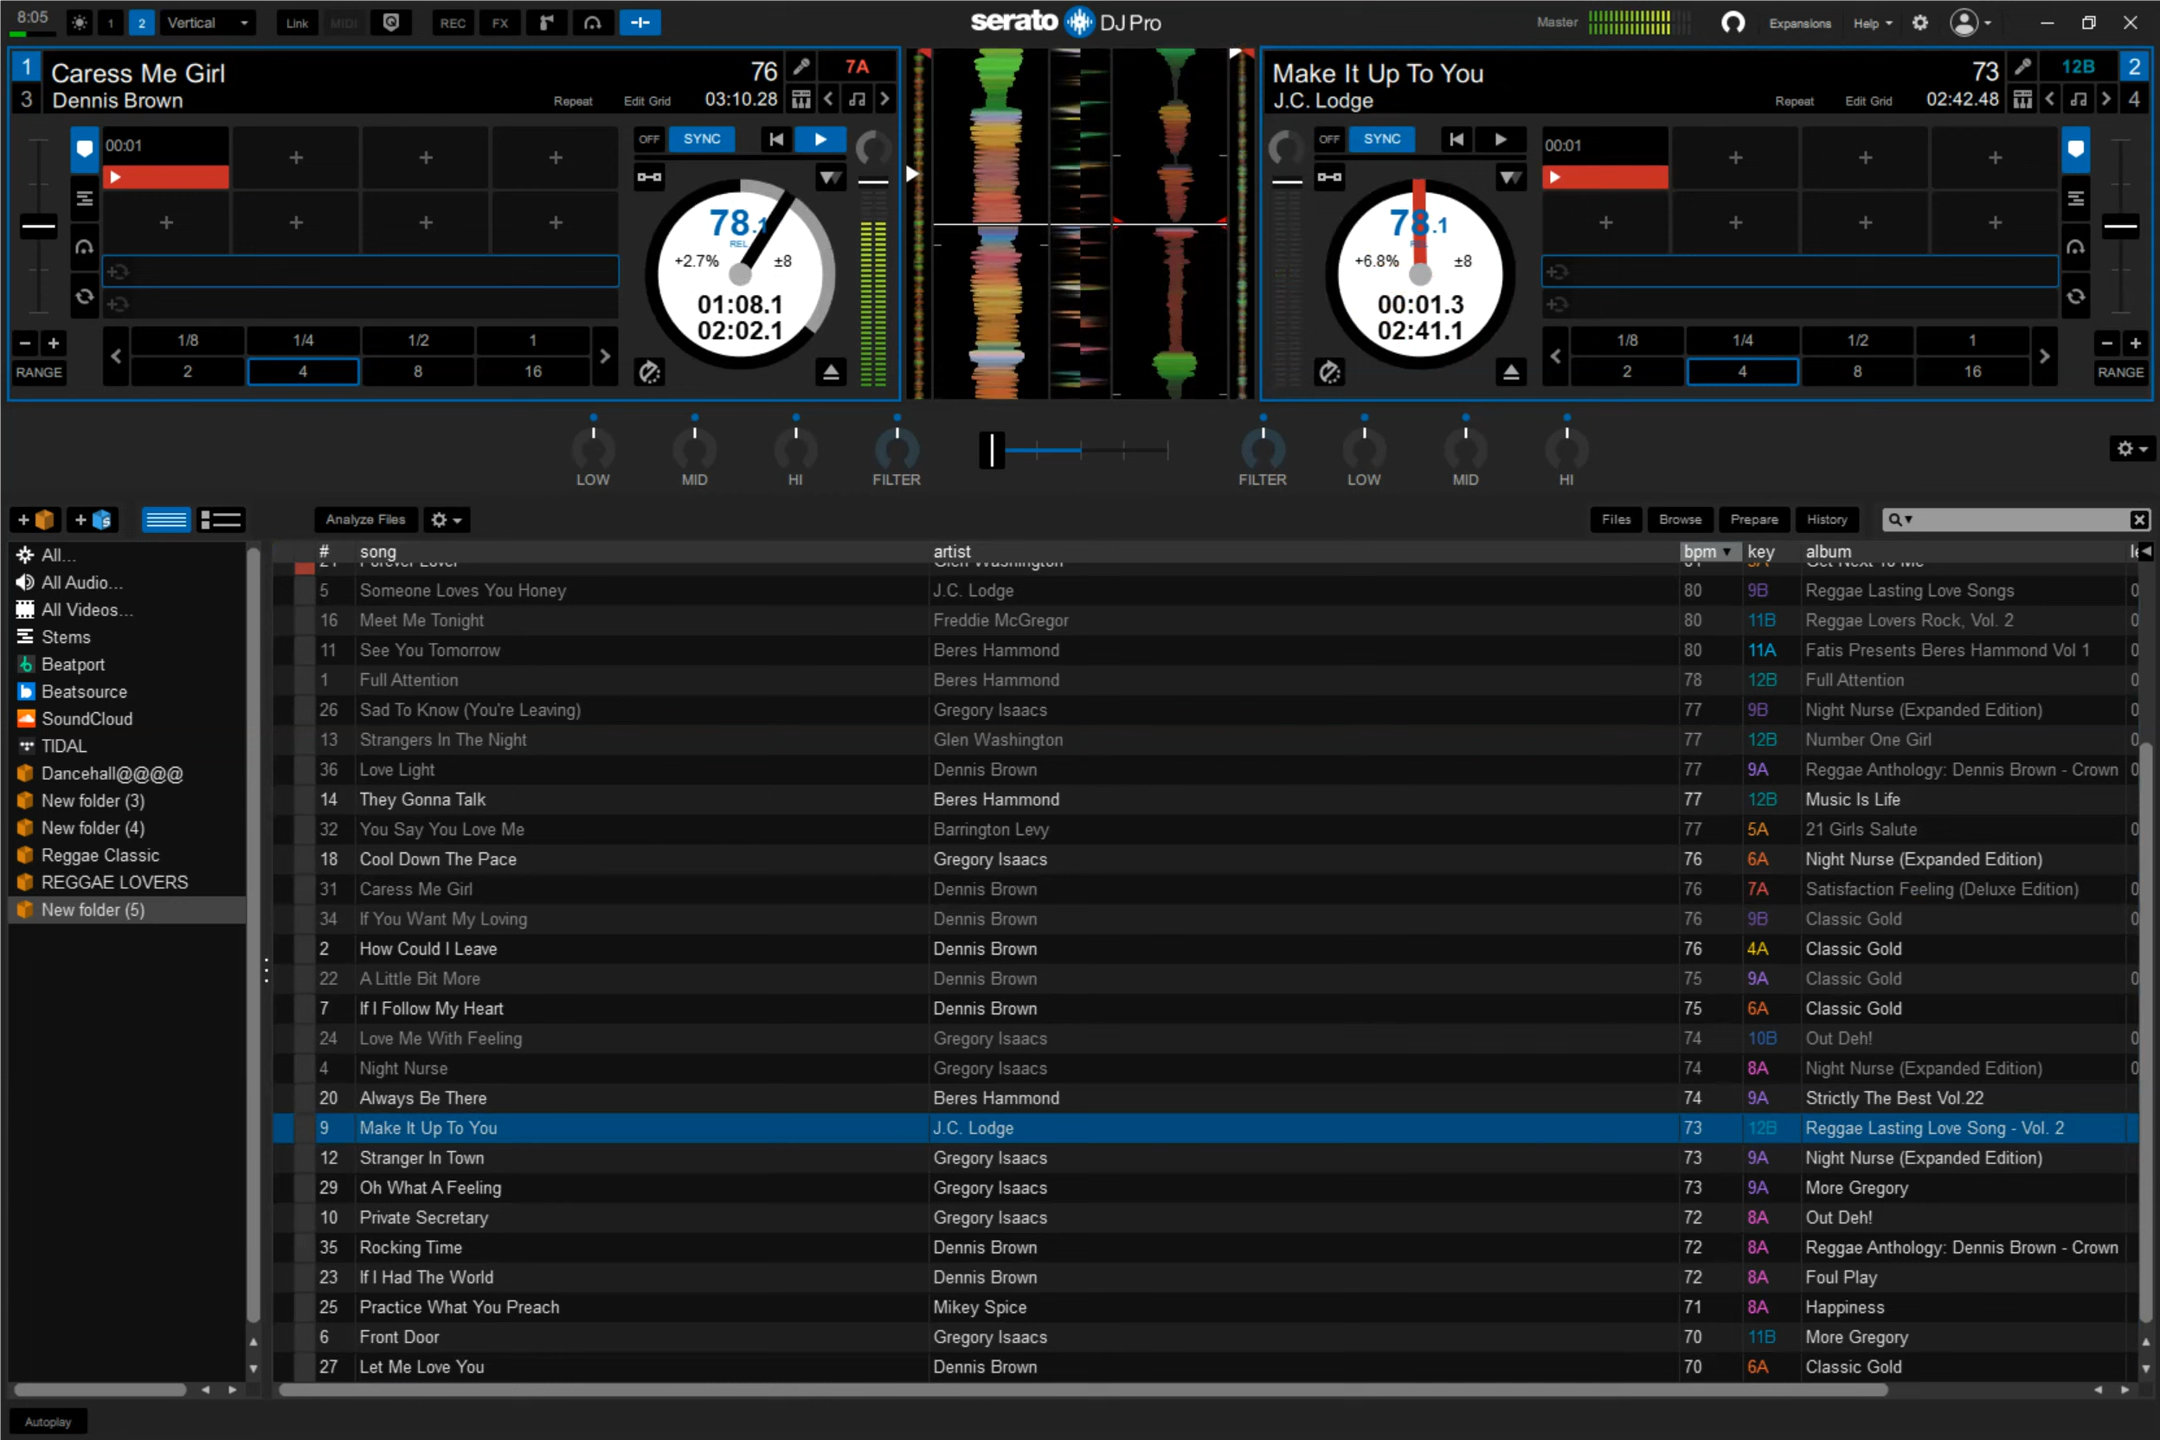 8:05 1 2 Vertical Link MIDI REC FX serato DJ Pro Master Expansions Help
1 Caress Me Girl 76 7A
3 Dennis Brown Repeat Edit Grid 03:10.28
Make It Up To You 73 12B 2
J.C. Lodge Repeat Edit Grid 02:42.48 4
00:01 OFF SYNC
78.1
REL
+2.7% ±8
01:08.1
02:02.1
1/8 1/4 1/2 1
RANGE 2 4 8 16
OFF SYNC 00:01
78.1
+6.8% ±8
00:01.3
02:41.1
1/8 1/4 1/2 1
2 4 8 16 RANGE
LOW MID HI FILTER FILTER LOW MID HI
Analyze Files Files Browse Prepare History
All...
All Audio...
All Videos...
Stems
Beatport
Beatsource
SoundCloud
TIDAL
Dancehall@@@@
New folder (3)
New folder (4)
Reggae Classic
REGGAE LOVERS
New folder (5)
# song artist bpm key album
21 Forever Lover Glen Washington 81 Get Next To Me
5 Someone Loves You Honey J.C. Lodge 80 9B Reggae Lasting Love Songs 0
16 Meet Me Tonight Freddie McGregor 80 11B Reggae Lovers Rock, Vol. 2 0
11 See You Tomorrow Beres Hammond 80 11A Fatis Presents Beres Hammond Vol 1 0
1 Full Attention Beres Hammond 78 12B Full Attention 0
26 Sad To Know (You're Leaving) Gregory Isaacs 77 9B Night Nurse (Expanded Edition) 0
13 Strangers In The Night Glen Washington 77 12B Number One Girl 0
36 Love Light Dennis Brown 77 9A Reggae Anthology: Dennis Brown - Crown 0
14 They Gonna Talk Beres Hammond 77 12B Music Is Life
32 You Say You Love Me Barrington Levy 77 5A 21 Girls Salute 0
18 Cool Down The Pace Gregory Isaacs 76 6A Night Nurse (Expanded Edition)
31 Caress Me Girl Dennis Brown 76 7A Satisfaction Feeling (Deluxe Edition) 0
34 If You Want My Loving Dennis Brown 76 9B Classic Gold 0
2 How Could I Leave Dennis Brown 76 4A Classic Gold
22 A Little Bit More Dennis Brown 75 9A Classic Gold 0
7 If I Follow My Heart Dennis Brown 75 6A Classic Gold
24 Love Me With Feeling Gregory Isaacs 74 10B Out Deh! 0
4 Night Nurse Gregory Isaacs 74 8A Night Nurse (Expanded Edition) 0
20 Always Be There Beres Hammond 74 9A Strictly The Best Vol.22
9 Make It Up To You J.C. Lodge 73 12B Reggae Lasting Love Song - Vol. 2
12 Stranger In Town Gregory Isaacs 73 9A Night Nurse (Expanded Edition)
29 Oh What A Feeling Gregory Isaacs 73 9A More Gregory
10 Private Secretary Gregory Isaacs 72 8A Out Deh!
35 Rocking Time Dennis Brown 72 8A Reggae Anthology: Dennis Brown - Crown
23 If I Had The World Dennis Brown 72 8A Foul Play
25 Practice What You Preach Mikey Spice 71 8A Happiness
6 Front Door Gregory Isaacs 70 11B More Gregory
27 Let Me Love You Dennis Brown 70 6A Classic Gold
Autoplay